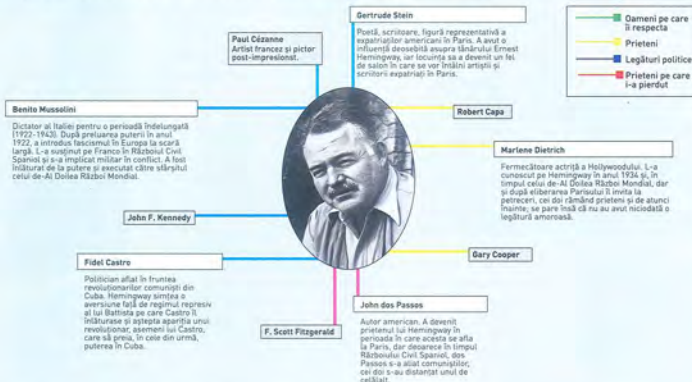 Gertrude Stein
Poetă, scriitoare, figură reprezentativă a
expatriaților americani în Paris. A avut o
influență deosebită asupra tânărului Ernest
Hemingway, iar locuința sa a devenit un fel
de salon în care se vor întâlni artiștii și
scriitorii expatriați în Paris.
Paul Cézanne
Artist francez și pictor
post-impresionist.
Oameni pe care
îi respecta
Prieteni
Legături politice
Prieteni pe care
i-a pierdut
Benito Mussolini
Dictator al Italiei pentru o perioadă îndelungată
(1922-1943). După preluarea puterii în anul
1922, a introdus fascismul în Europa la scară
largă. L-a susținut pe Franco în Războiul Civil
Spaniol și s-a implicat militar în conflict. A fost
înlăturat de la putere și executat către sfârșitul
celui de-Al Doilea Război Mondial.
Robert Capa
Marlene Dietrich
Fermecătoare actriță a Hollywoodului. L-a
cunoscut pe Hemingway în anul 1934 și, în
timpul celui de-Al Doilea Război Mondial, dar
și după eliberarea Parisului îl invita la
petreceri, cei doi rămând prieteni și de atunci
înainte; se pare însă că nu au avut niciodată o
legătură amoroasă.
John F. Kennedy
Gary Cooper
Fidel Castro
Politician aflat în fruntea
revoluționarilor comuniști din
Cuba. Hemingway simțea o
aversiune față de regimul represiv
al lui Battista pe care Castro îl
înlăturase și aștepta apariția unui
revoluționar, asemeni lui Castro,
care să preia, în cele din urmă,
puterea în Cuba.
F. Scott Fitzgerald
John dos Passos
Autor american. A devenit
prietenul lui Hemingway în
perioada în care acesta se afla
la Paris, dar deoarece în timpul
Războiului Civil Spaniol, dos
Passos s-a aliat comuniștilor,
cei doi s-au distanțat unul de
celălalt.